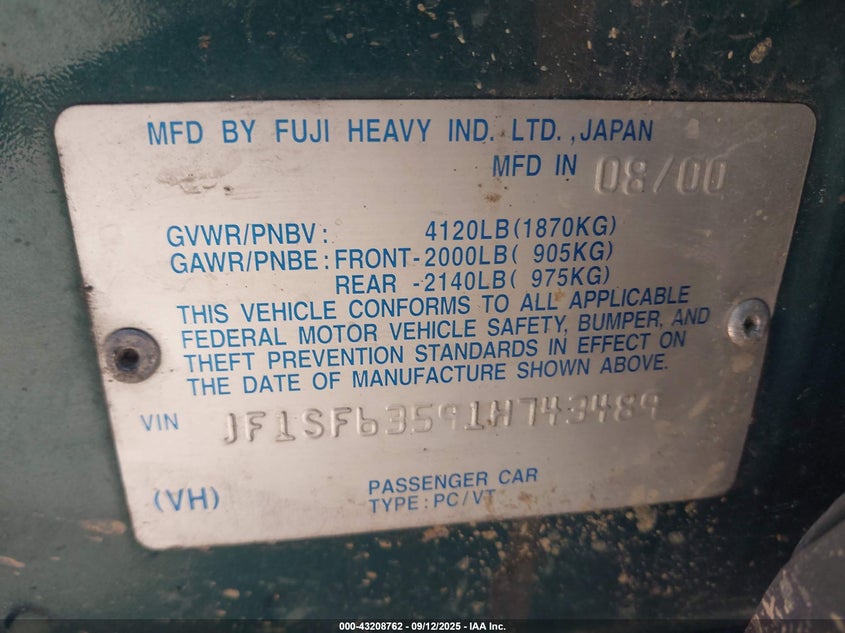 MFD BY FUJI HEAVY IND. LTD., JAPAN
MFD IN 08/00
GVWR/PNBV: 4120LB(1870KG)
GAWR/PNBE: FRONT-2000LB( 905KG)
REAR -2140LB( 975KG)
THIS VEHICLE CONFORMS TO ALL APPLICABLE
FEDERAL MOTOR VEHICLE SAFETY, BUMPER, AND
THEFT PREVENTION STANDARDS IN EFFECT ON
THE DATE OF MANUFACTURE SHOWN ABOVE.
VIN JF1SF63591H743489
(VH) PASSENGER CAR
TYPE: PC/VT
000-43208762 - 09/12/2025 - IAA Inc.